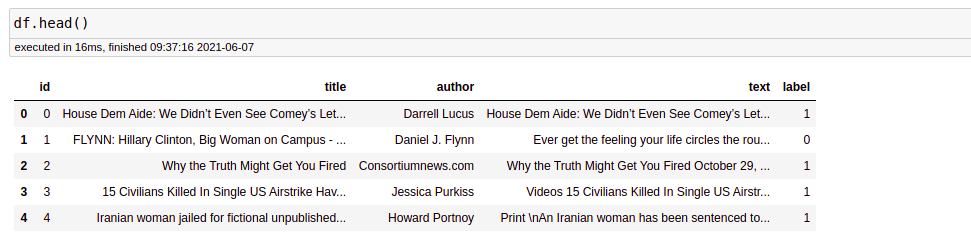 df.head()
executed in 16ms, finished 09:37:16 2021-06-07
id title author text label
0 0 House Dem Aide: We Didn’t Even See Comey’s Let... Darrell Lucus House Dem Aide: We Didn’t Even See Comey’s Let... 1
1 1 FLYNN: Hillary Clinton, Big Woman on Campus - ... Daniel J. Flynn Ever get the feeling your life circles the rou... 0
2 2 Why the Truth Might Get You Fired Consortiumnews.com Why the Truth Might Get You Fired October 29, ... 1
3 3 15 Civilians Killed In Single US Airstrike Hav... Jessica Purkiss Videos 15 Civilians Killed In Single US Airstr... 1
4 4 Iranian woman jailed for fictional unpublished... Howard Portnoy Print \nAn Iranian woman has been sentenced to... 1